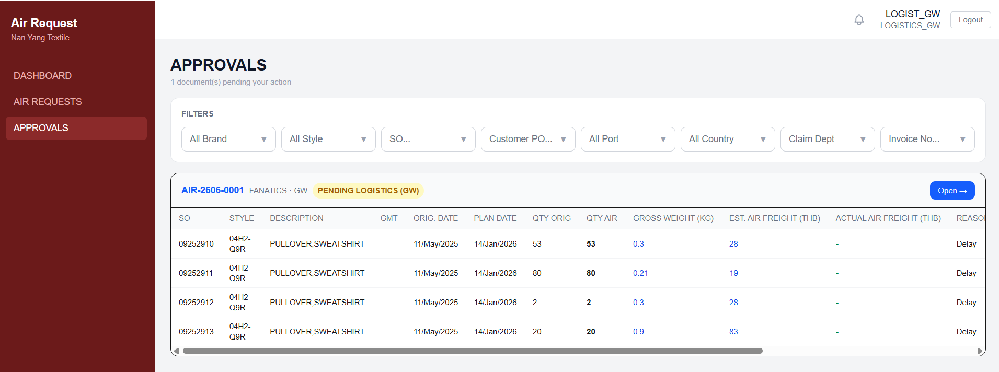 Air Request
Nan Yang Textile
DASHBOARD
AIR REQUESTS
APPROVALS
LOGIST_GW
LOGISTICS_GW
Logout
APPROVALS
1 document(s) pending your action
FILTERS
All Brand ▼ All Style ▼ SO... ▼ Customer PO... ▼ All Port ▼ All Country ▼ Claim Dept ▼ Invoice No... ▼
AIR-2606-0001 FANATICS · GW PENDING LOGISTICS (GW) Open →
SO STYLE DESCRIPTION GMT ORIG. DATE PLAN DATE QTY ORIG QTY AIR GROSS WEIGHT (KG) EST. AIR FREIGHT (THB) ACTUAL AIR FREIGHT (THB)
09252910 04H2-Q9R PULLOVER,SWEATSHIRT 11/May/2025 14/Jan/2026 53 53 0.3 28 - Delay
09252911 04H2-Q9R PULLOVER,SWEATSHIRT 11/May/2025 14/Jan/2026 80 80 0.21 19 - Delay
09252912 04H2-Q9R PULLOVER,SWEATSHIRT 11/May/2025 14/Jan/2026 2 2 0.3 28 - Delay
09252913 04H2-Q9R PULLOVER,SWEATSHIRT 11/May/2025 14/Jan/2026 20 20 0.9 83 - Delay